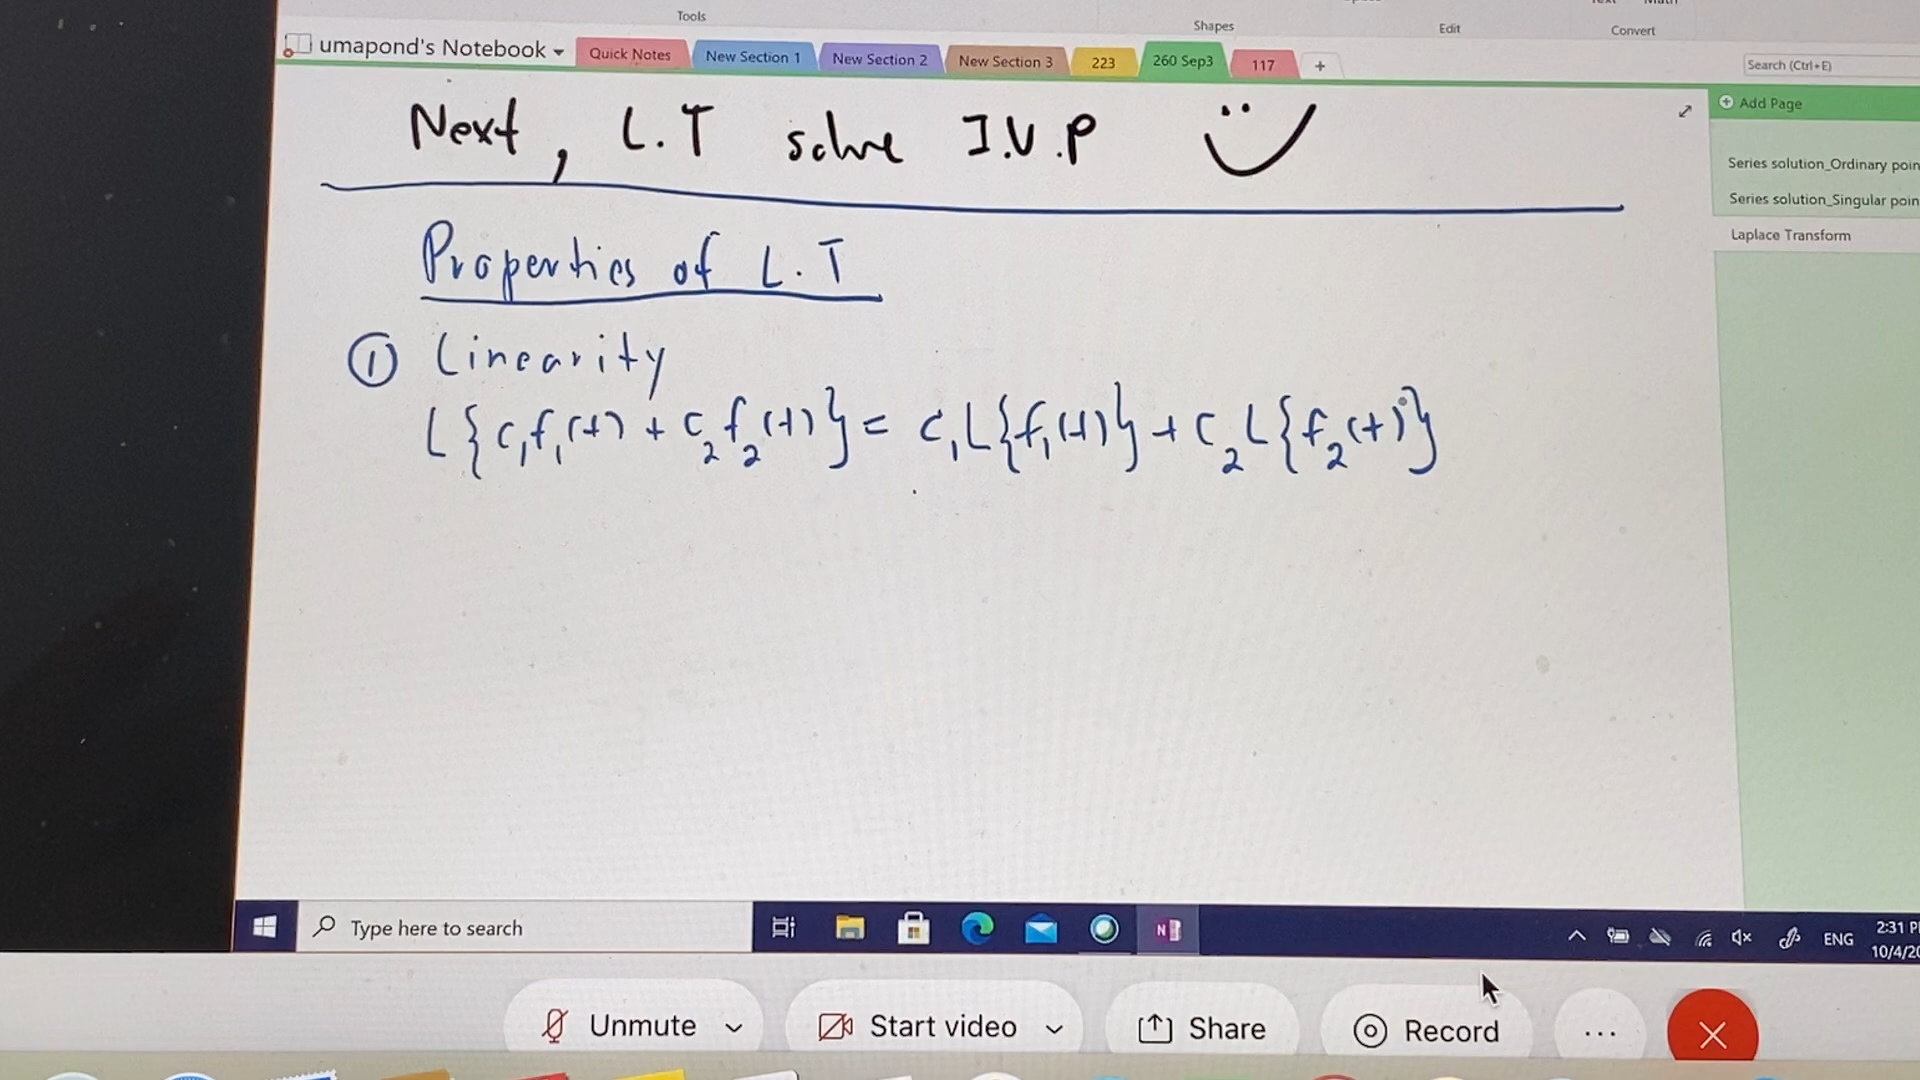 Tools
Shapes
Edit
Convert
umapond's Notebook
Quick Notes
New Section 1
New Section 2
New Section 3
223
260 Sep3
117
+
Search (Ctrl+E)
Next, L.T solve I.V.P
Add Page
Series solution_Ordinary poin
Series solution_Singular poin
Laplace Transform
Properties of L.T
① Linearity
L{c₁f₁(t) + c₂f₂(t)} = c₁L{f₁(t)} + c₂L{f₂(t)}
Type here to search
N
ENG
2:31 P
10/4/20
Unmute
Start video
Share
Record
...